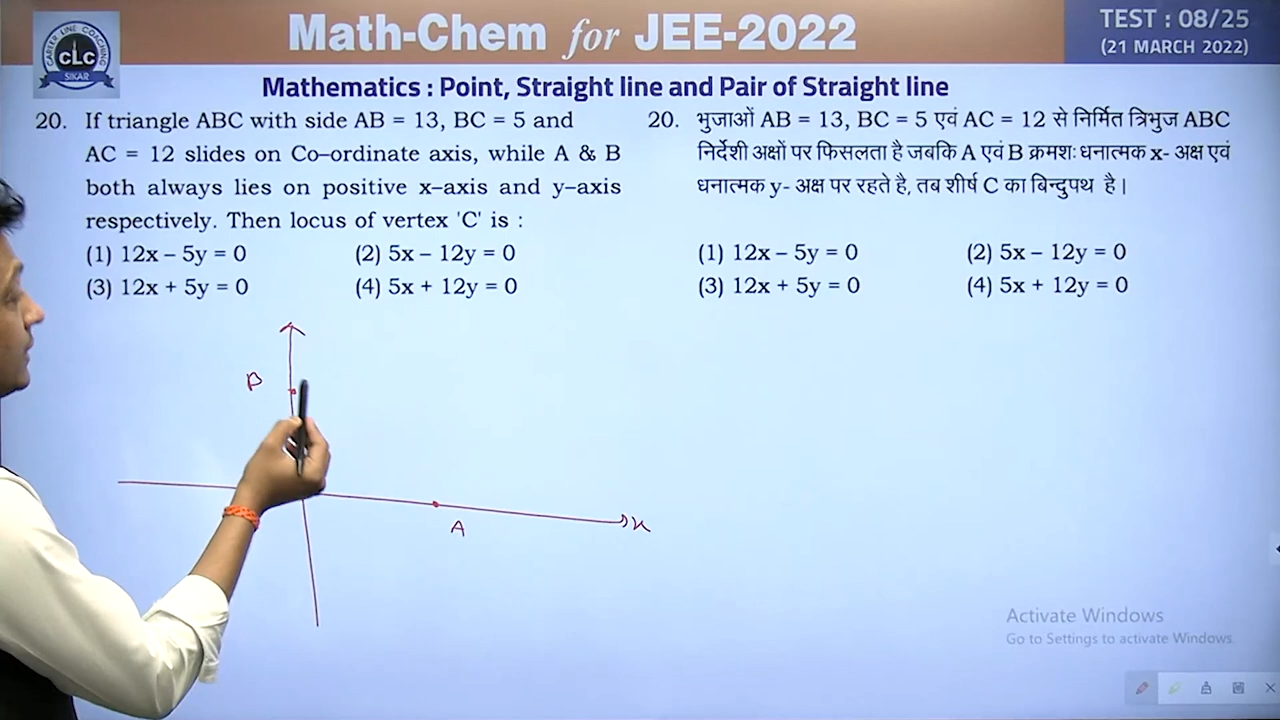 CAREER LINE COACHING
CLC
SIKAR
Math-Chem for JEE-2022
TEST : 08/25
(21 MARCH 2022)
Mathematics : Point, Straight line and Pair of Straight line
20. If triangle ABC with side AB = 13, BC = 5 and
AC = 12 slides on Co–ordinate axis, while A & B
both always lies on positive x–axis and y–axis
respectively. Then locus of vertex 'C' is :
(1) 12x – 5y = 0 (2) 5x – 12y = 0
(3) 12x + 5y = 0 (4) 5x + 12y = 0
20. भुजाओं AB = 13, BC = 5 एवं AC = 12 से निर्मित त्रिभुज ABC
निर्देशी अक्षों पर फिसलता है जबकि A एवं B क्रमशः धनात्मक x- अक्ष एवं
धनात्मक y- अक्ष पर रहते है, तब शीर्ष C का बिन्दुपथ है।
(1) 12x – 5y = 0 (2) 5x – 12y = 0
(3) 12x + 5y = 0 (4) 5x + 12y = 0
B
A
x
Activate Windows
Go to Settings to activate Windows.